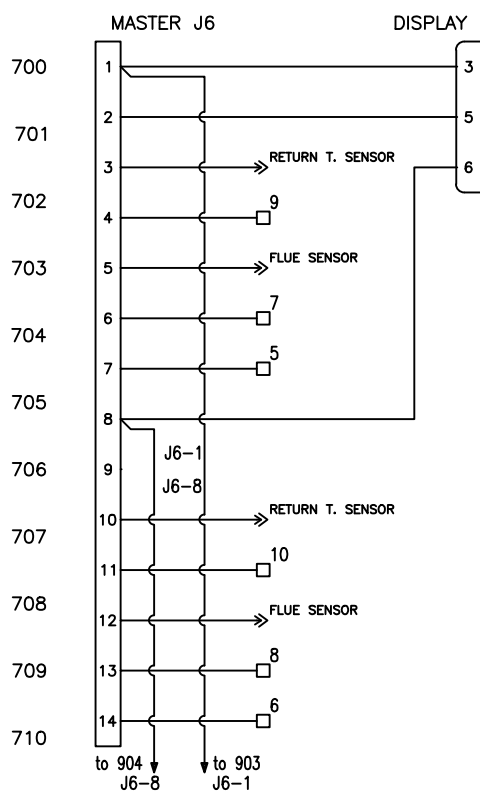 MASTER J6 DISPLAY
700 1 3
2 5
701
3 RETURN T. SENSOR 6
702 4 9
703 5 FLUE SENSOR
6 7
704
7 5
705
8
J6-1
706 9
J6-8
10 RETURN T. SENSOR
707
11 10
708
12 FLUE SENSOR
709 13 8
14 6
710
to 904 to 903
J6-8 J6-1